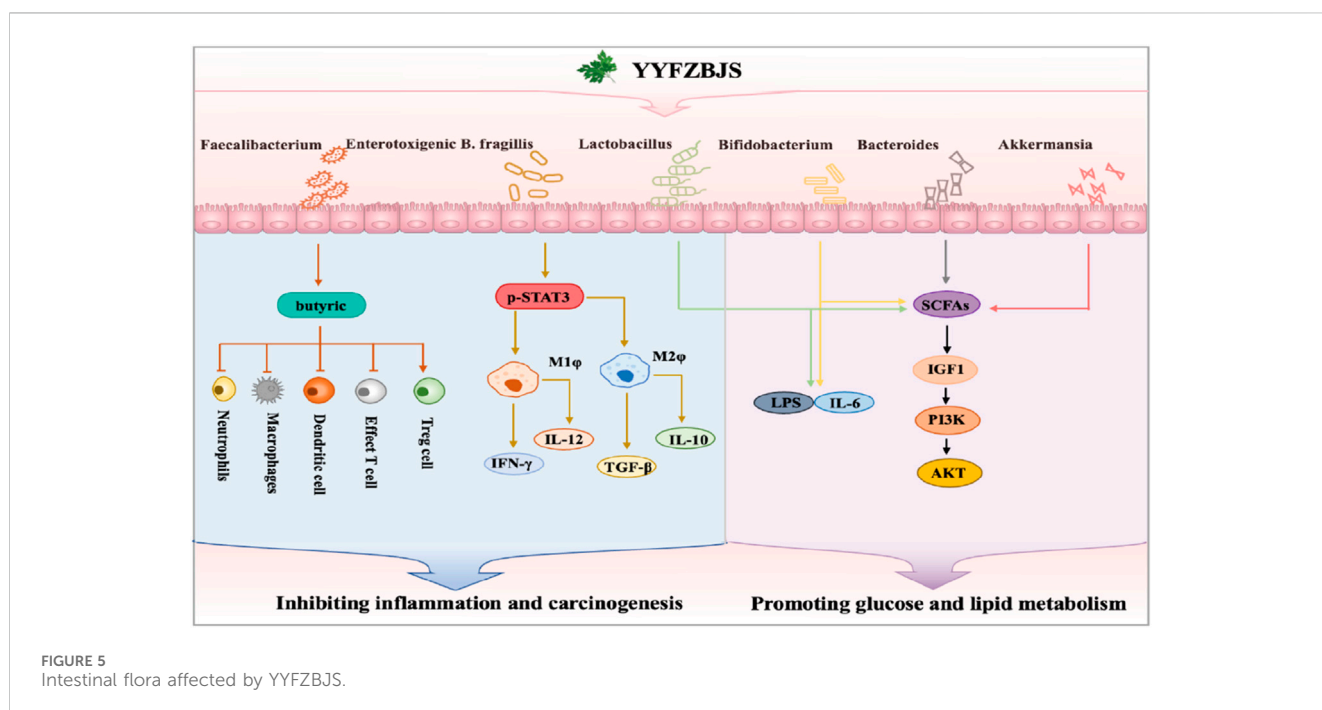 YYFZBJS
Faecalibacterium
Enterotoxigenic B. fragillis
Lactobacillus
Bifidobacterium
Bacteroides
Akkermansia
butyric
p-STAT3
SCFAs
M1φ
M2φ
IGF1
LPS
IL-6
PI3K
IL-12
IL-10
IFN-γ
TGF-β
AKT
Neutrophils
Macrophages
Dendritic cell
Effect T cell
Treg cell
Inhibiting inflammation and carcinogenesis
Promoting glucose and lipid metabolism
FIGURE 5
Intestinal flora affected by YYFZBJS.